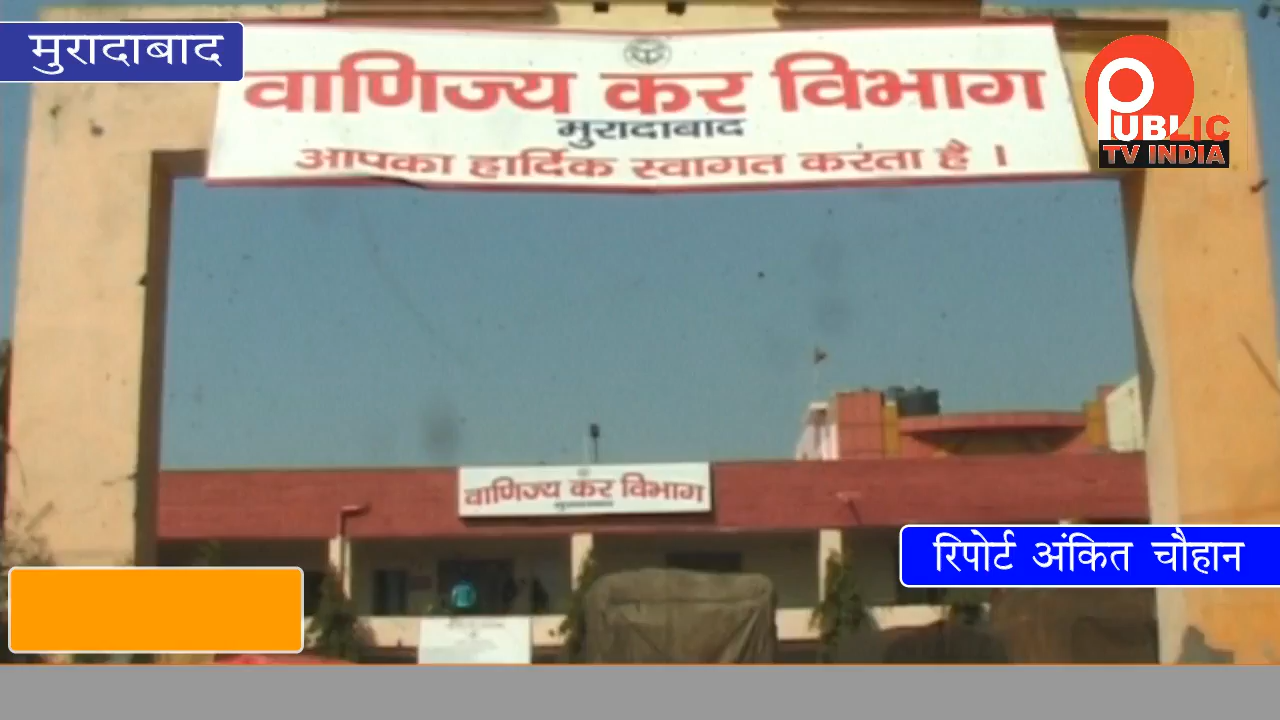 मुरादाबाद
वाणिज्य कर विभाग
मुरादाबाद
आपका हार्दिक स्वागत करता है ।
PUBLIC
TV INDIA
वाणिज्य कर विभाग
रिपोर्ट अंकित चौहान